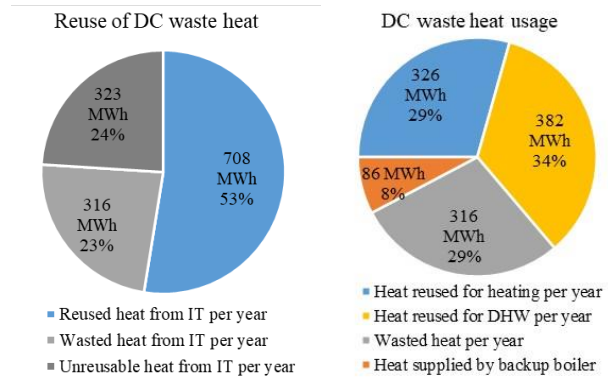 Reuse of DC waste heat
323
MWh
24%
708
MWh
53%
316
MWh
23%
Reused heat from IT per year
Wasted heat from IT per year
Unreusable heat from IT per year
DC waste heat usage
326
MWh
29%
382
MWh
34%
86 MWh
8%
316
MWh
29%
Heat reused for heating per year
Heat reused for DHW per year
Wasted heat per year
Heat supplied by backup boiler